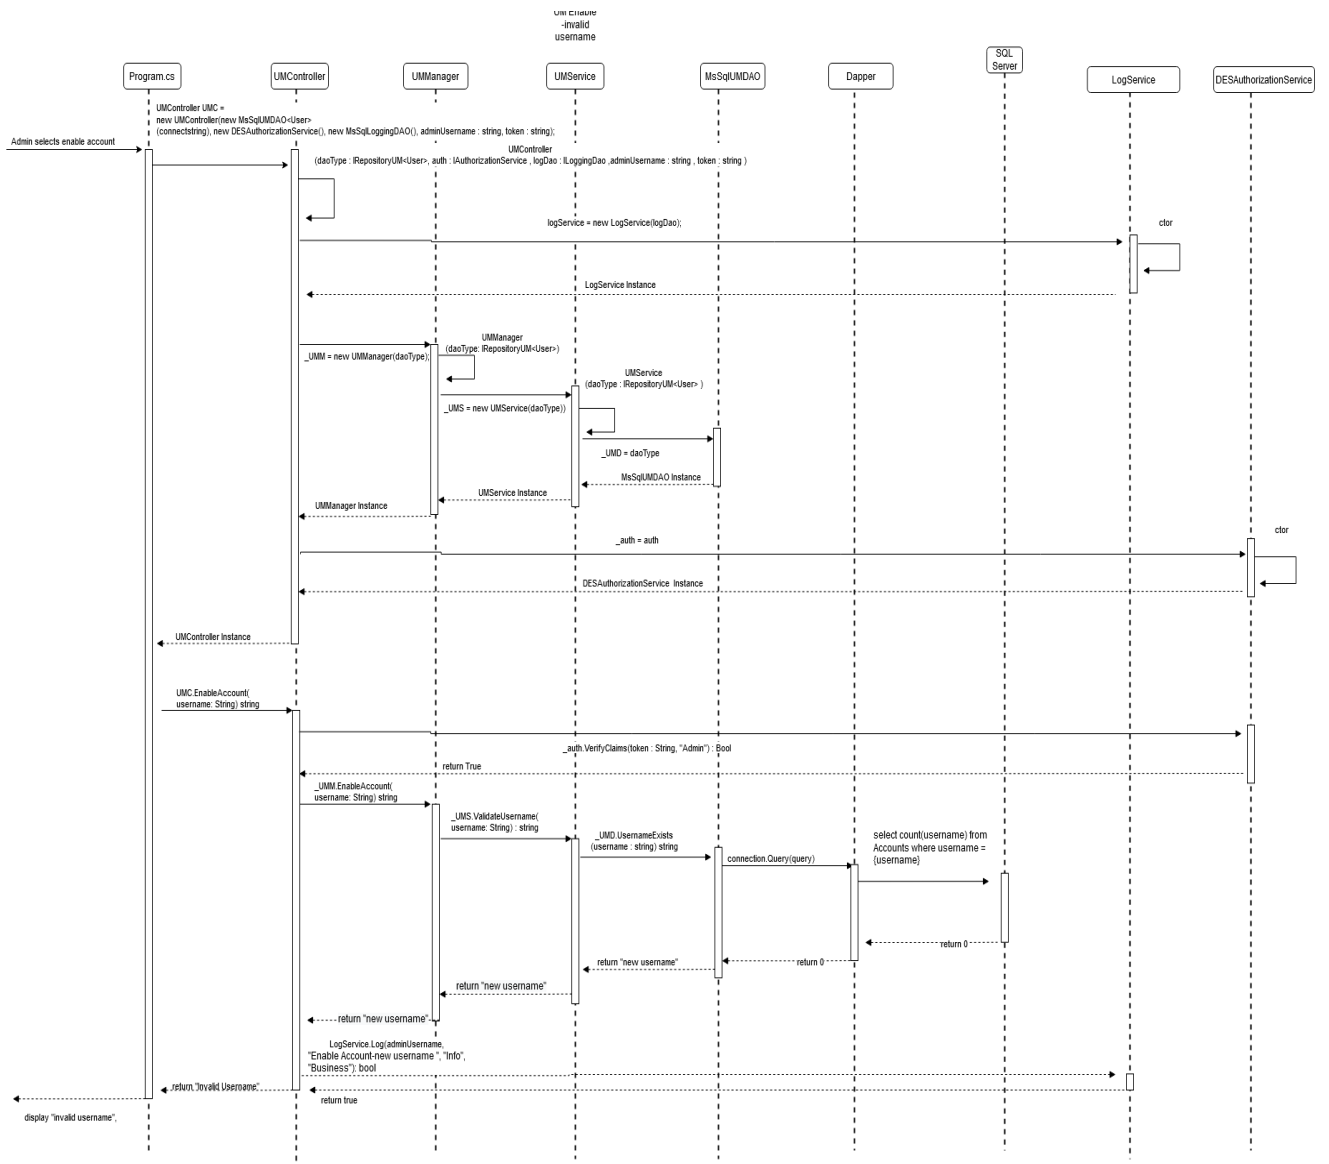 UM Enable
-invalid
username
Program.cs
UMController
UMManager
UMService
MsSqlUMDAO
Dapper
SQL
Server
LogService
DESAuthorizationService
UMController UMC =
new UMController(new MsSqlUMDAO<User>
(connectstring), new DESAuthorizationService(), new MsSqlLoggingDAO(), adminUsername : string, token : string);
Admin selects enable account
UMController
(daoType : IRepositoryUM<User>, auth : IAuthorizationService , logDao : ILoggingDao ,adminUsername : string , token : string )
logService = new LogService(logDao);
ctor
LogService Instance
UMManager
(daoType: IRepositoryUM<User>)
_UMM = new UMManager(daoType);
UMService
(daoType : IRepositoryUM<User> )
_UMS = new UMService(daoType))
_UMD = daoType
MsSqlUMDAO Instance
UMService Instance
UMManager Instance
ctor
_auth = auth
DESAuthorizationService Instance
UMController Instance
UMC.EnableAccount(
username: String) string
_auth.VerifyClaims(token : String, "Admin") : Bool
return True
_UMM.EnableAccount(
username: String) string
_UMS.ValidateUsername(
username: String) : string
_UMD.UsernameExists
(username : string) string
connection.Query(query)
select count(username) from
Accounts where username =
{username}
return 0
return 0
return "new username"
return "new username"
return "new username"
LogService.Log(adminUsername,
"Enable Account-new username ", "Info",
"Business"): bool
return "Invalid Username"
return true
display "invalid username",